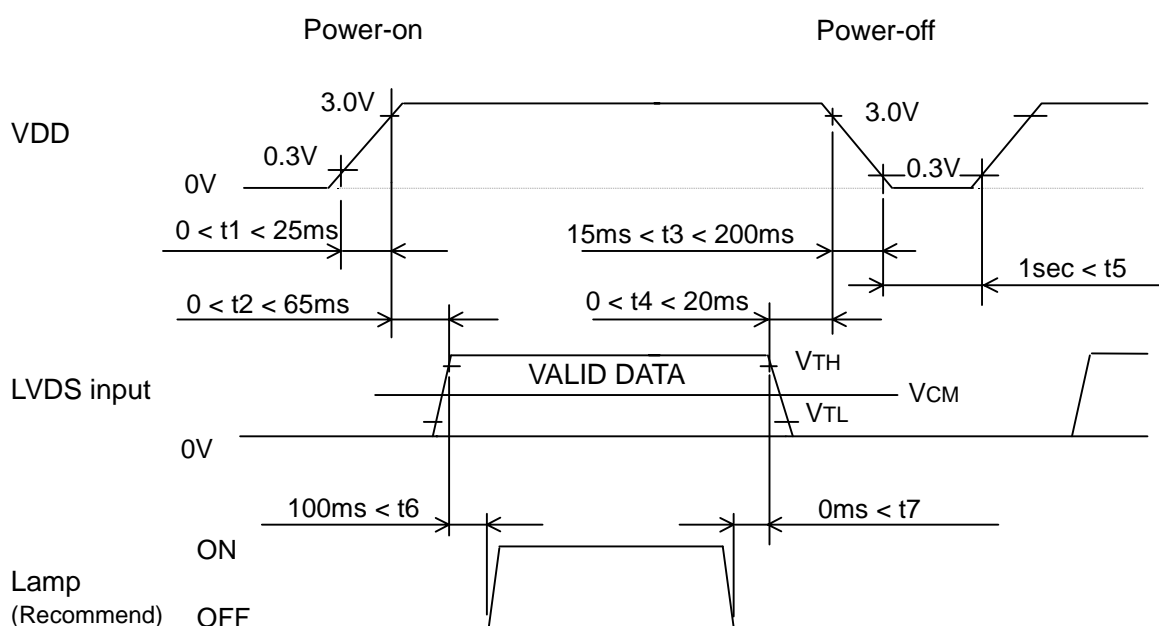 Power-on
Power-off
VDD
3.0V
3.0V
0.3V
0.3V
0V
0 < t1 < 25ms
15ms < t3 < 200ms
1sec < t5
0 < t2 < 65ms
0 < t4 < 20ms
LVDS input
VALID DATA
VTH
VCM
VTL
0V
100ms < t6
0ms < t7
ON
Lamp
(Recommend)
OFF